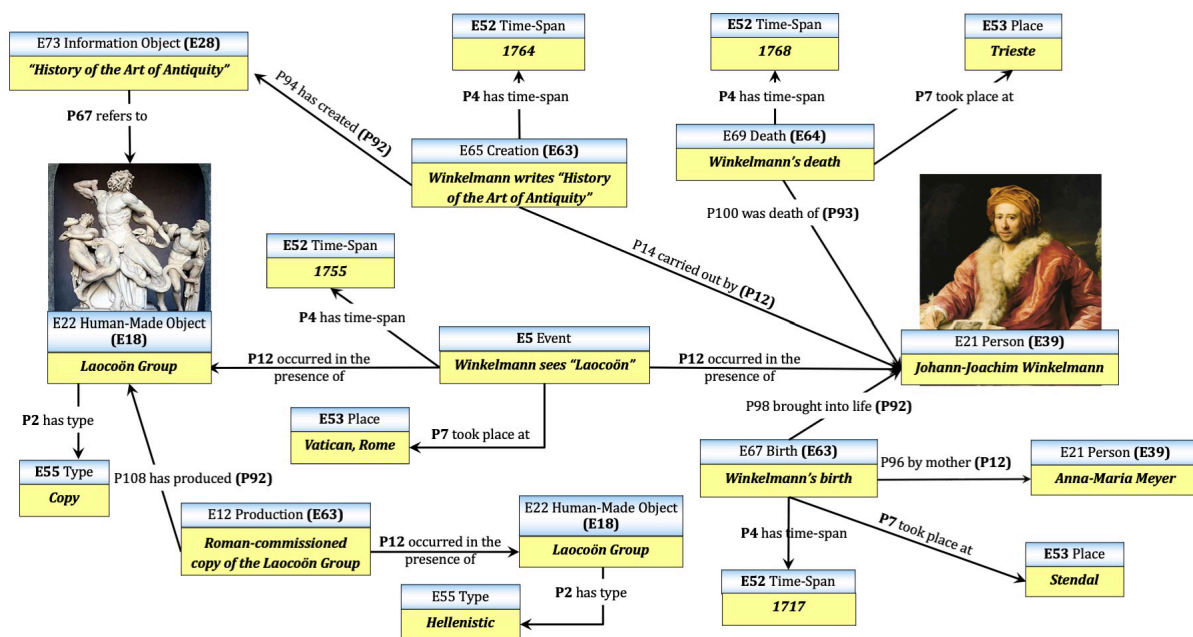 E73 Information Object (E28)
"History of the Art of Antiquity"
P67 refers to
E52 Time-Span
1764
P4 has time-span
P94 has created (P92)
E65 Creation (E63)
Winkelmann writes "History
of the Art of Antiquity"
E52 Time-Span
1768
P4 has time-span
E53 Place
Trieste
P7 took place at
E69 Death (E64)
Winkelmann's death
P100 was death of (P93)
P14 carried out by (P12)
E52 Time-Span
1755
P4 has time-span
E22 Human-Made Object
(E18)
Laocoön Group
P12 occurred in the
presence of
E5 Event
Winkelmann sees "Laocoön"
P12 occurred in the
presence of
E21 Person (E39)
Johann-Joachim Winkelmann
P2 has type
E55 Type
Copy
E53 Place
Vatican, Rome
P7 took place at
P98 brought into life (P92)
E67 Birth (E63)
Winkelmann's birth
P96 by mother (P12)
E21 Person (E39)
Anna-Maria Meyer
P108 has produced (P92)
E12 Production (E63)
Roman-commissioned
copy of the Laocoön Group
P12 occurred in the
presence of
E22 Human-Made Object
(E18)
Laocoön Group
P2 has type
E55 Type
Hellenistic
P4 has time-span
E52 Time-Span
1717
P7 took place at
E53 Place
Stendal